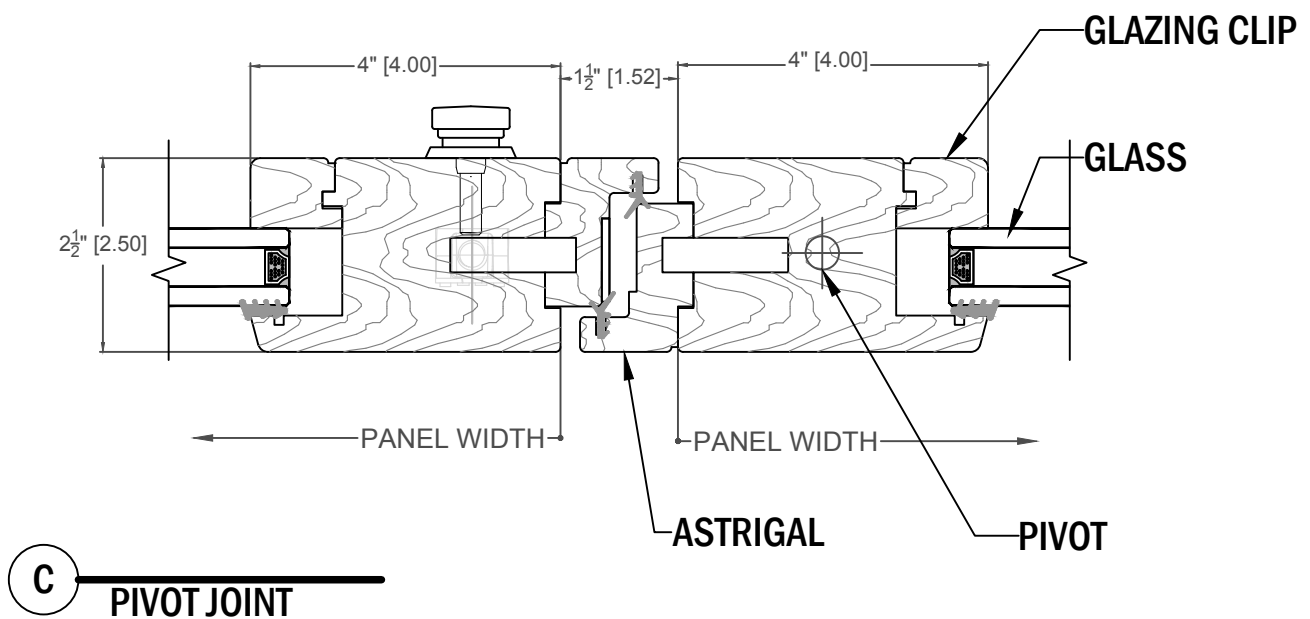 GLAZING CLIP
4" [4.00]
1½" [1.52]
4" [4.00]
GLASS
2½" [2.50]
PANEL WIDTH
PANEL WIDTH
ASTRIGAL
PIVOT
C
PIVOT JOINT